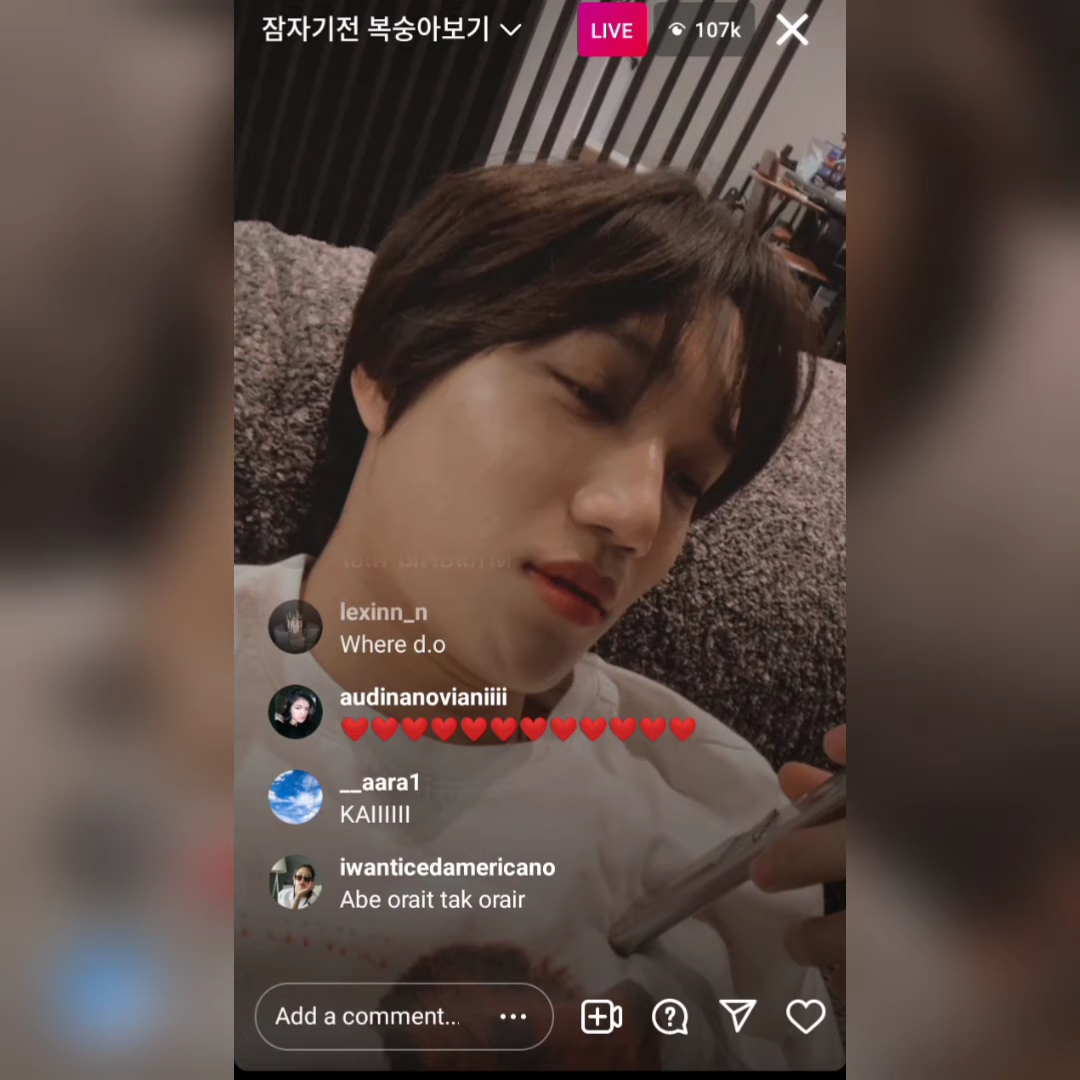 잠자기전 복숭아보기
LIVE
107k
lexinn_n
Where d.o
audinanovianiiii
❤️❤️❤️❤️❤️❤️❤️❤️❤️❤️❤️❤️
__aara1
KAIIIIII
iwanticedamericano
Abe orait tak orair
Add a comment...